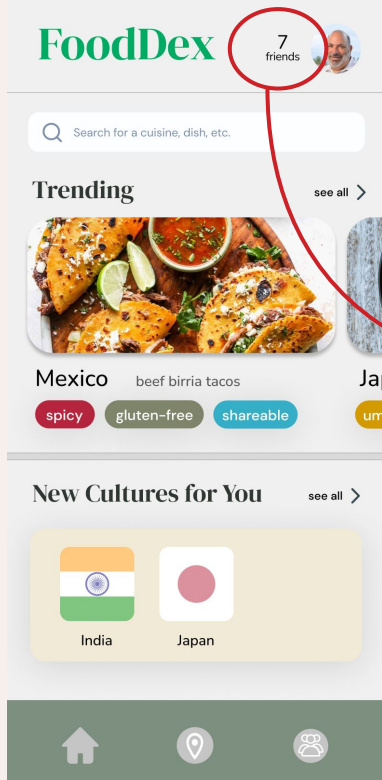 FoodDex
7
friends
Search for a cuisine, dish, etc.
Trending
see all
Mexico beef birria tacos
spicy gluten-free shareable
New Cultures for You
see all
India Japan